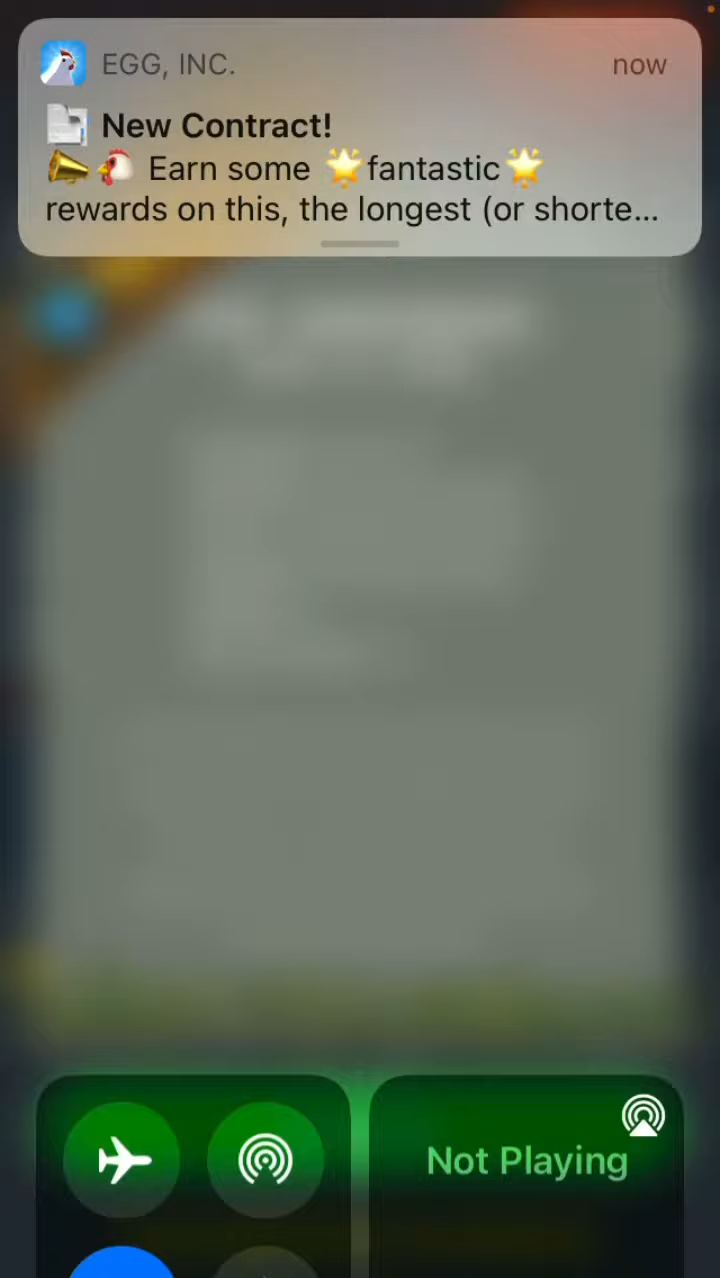 EGG, INC.
now
New Contract!
Earn some 🌟fantastic🌟
rewards on this, the longest (or shorte...
Not Playing